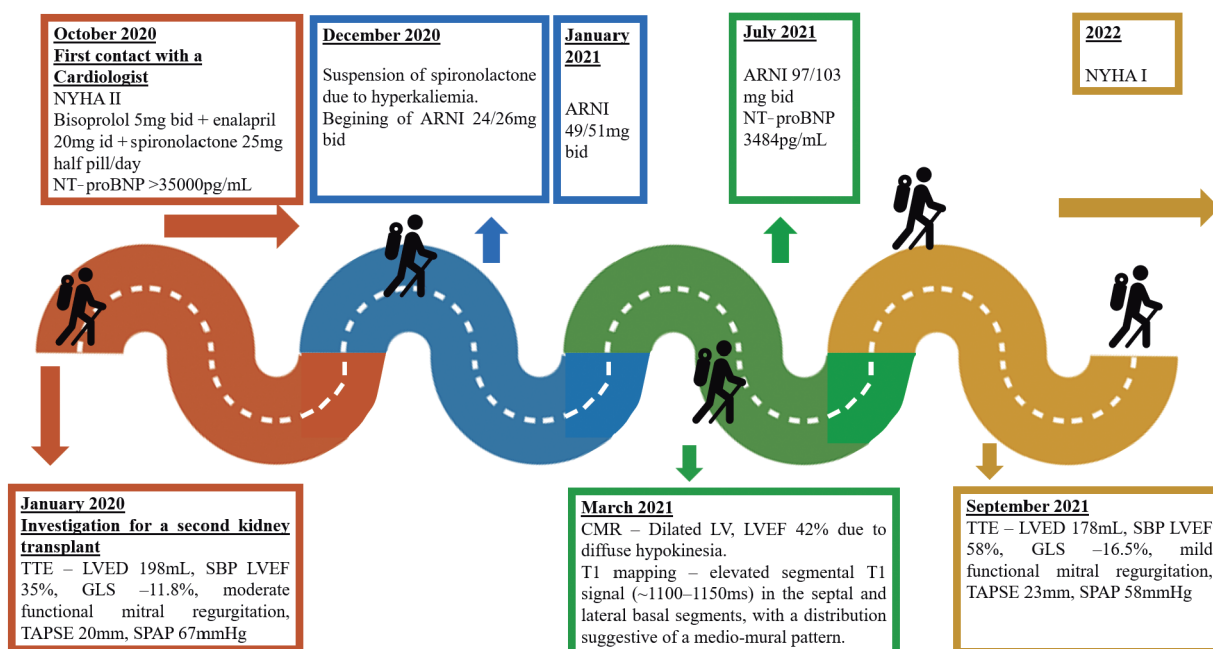 October 2020
First contact with a
Cardiologist
NYHA II
Bisoprolol 5mg bid + enalapril
20mg id + spironolactone 25mg
half pill/day
NT-proBNP >35000pg/mL
December 2020
Suspension of spironolactone
due to hyperkaliemia.
Begining of ARNI 24/26mg
bid
January
2021
ARNI
49/51mg
bid
July 2021
ARNI 97/103
mg bid
NT-proBNP
3484pg/mL
2022
NYHA I
January 2020
Investigation for a second kidney
transplant
TTE – LVED 198mL, SBP LVEF
35%, GLS –11.8%, moderate
functional mitral regurgitation,
TAPSE 20mm, SPAP 67mmHg
March 2021
CMR – Dilated LV, LVEF 42% due to
diffuse hypokinesia.
T1 mapping – elevated segmental T1
signal (~1100–1150ms) in the septal and
lateral basal segments, with a distribution
suggestive of a medio-mural pattern.
September 2021
TTE – LVED 178mL, SBP LVEF
58%, GLS –16.5%, mild
functional mitral regurgitation,
TAPSE 23mm, SPAP 58mmHg